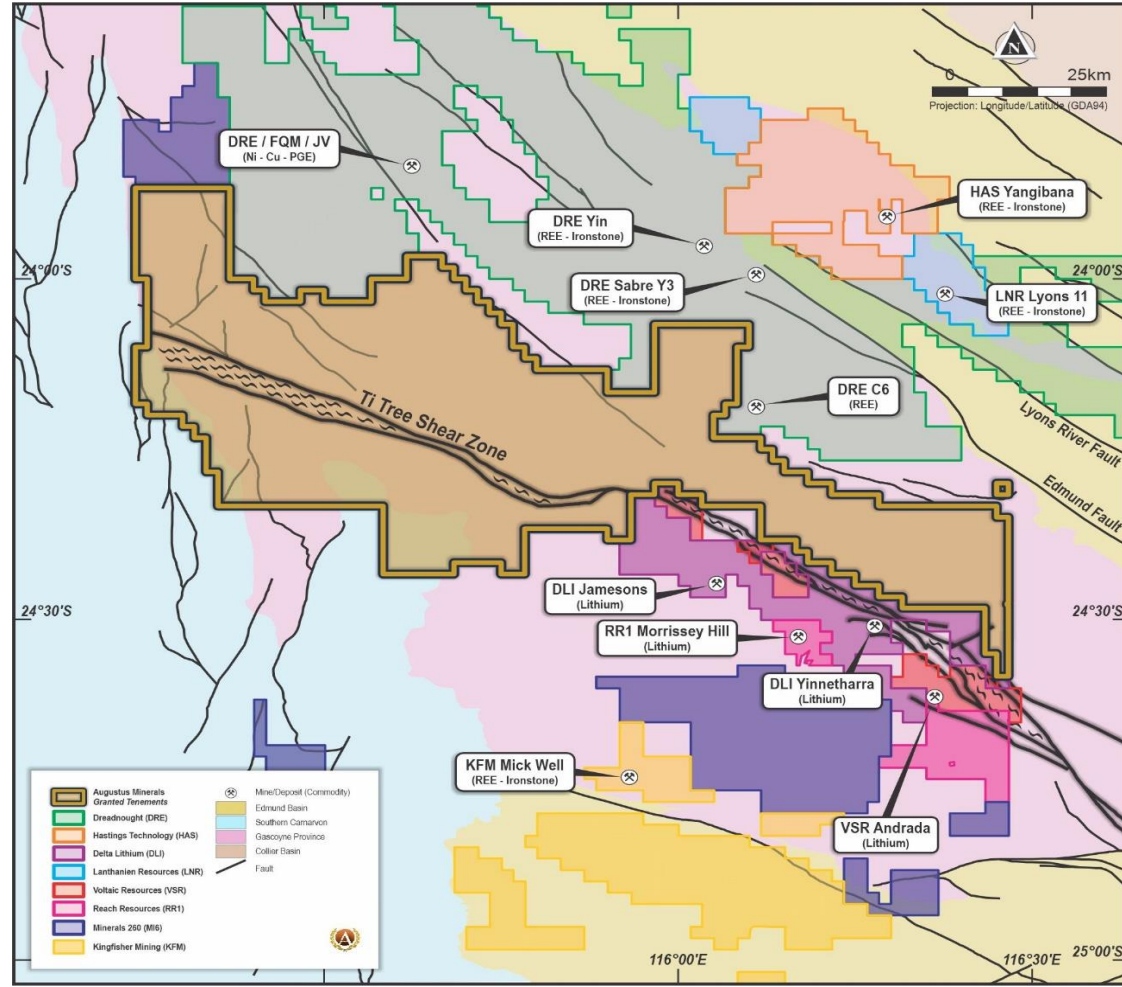 N
0 25km
Projection: Longitude/Latitude (GDA94)
DRE / FQM / JV
(Ni - Cu - PGE)
HAS Yangibana
(REE - Ironstone)
DRE Yin
(REE - Ironstone)
24°00'S
24°00'S
DRE Sabre Y3
(REE - Ironstone)
LNR Lyons 11
(REE - Ironstone)
Ti Tree Shear Zone
DRE C6
(REE)
Lyons River Fault
Edmund Fault
DLI Jamesons
(Lithium)
24°30'S
24°30'S
RR1 Morrissey Hill
(Lithium)
DLI Yinnetharra
(Lithium)
KFM Mick Well
(REE - Ironstone)
VSR Andrada
(Lithium)
Augustus Minerals
Granted Tenements
Dreadnought (DRE)
Hastings Technology (HAS)
Delta Lithium (DLI)
Lanthanien Resources (LNR)
Voltaic Resources (VSR)
Reach Resources (RR1)
Minerals 260 (MI6)
Kingfisher Mining (KFM)
Mine/Deposit (Commodity)
Edmund Basin
Southern Carnarvon
Gascoyne Province
Collier Basin
Fault
A
116°00'E
116°30'E
25°00'S